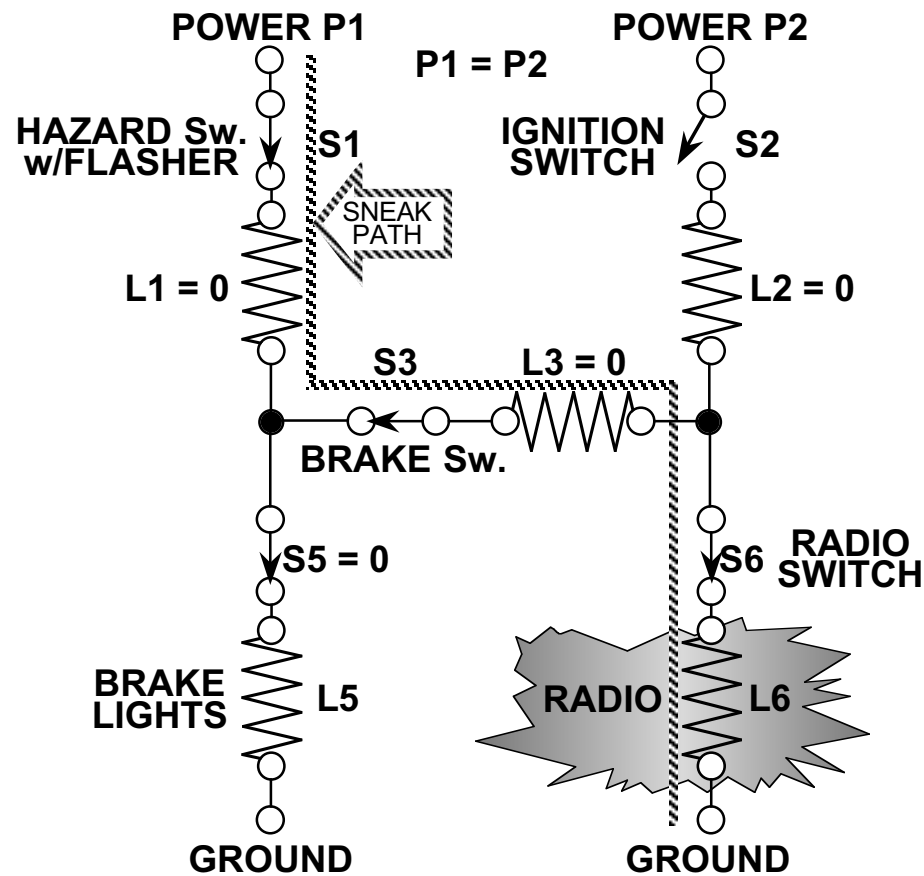 POWER P1
POWER P2
P1 = P2
HAZARD Sw.
w/FLASHER
S1
IGNITION
SWITCH
S2
SNEAK
PATH
L1 = 0
L2 = 0
S3
L3 = 0
BRAKE Sw.
S5 = 0
S6
RADIO
SWITCH
BRAKE
LIGHTS
L5
RADIO
L6
GROUND
GROUND